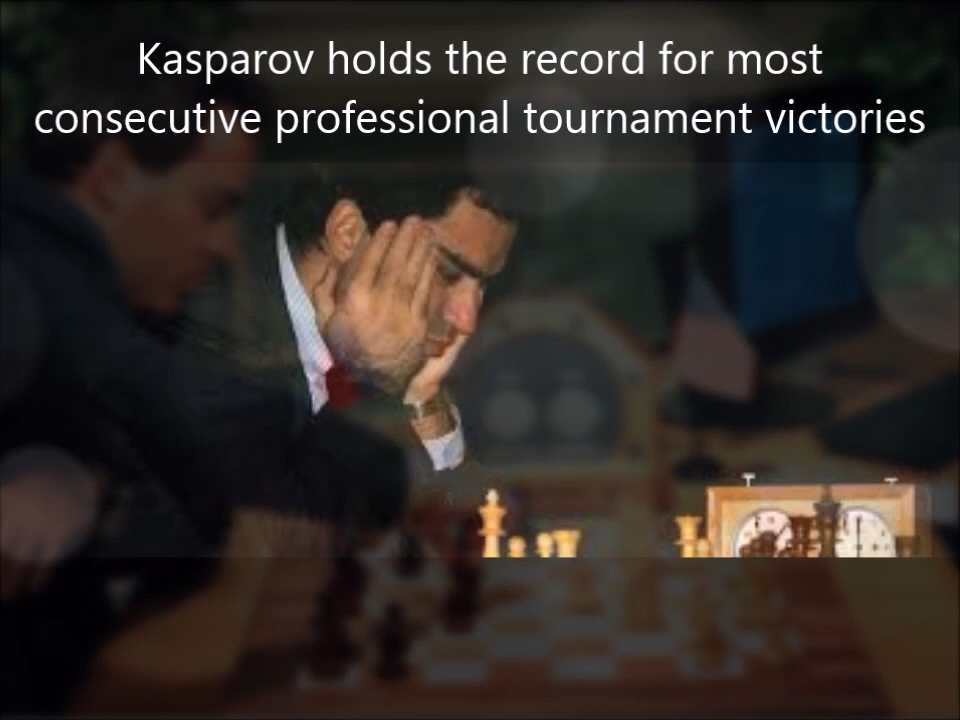 Kasparov holds the record for most
consecutive professional tournament victories